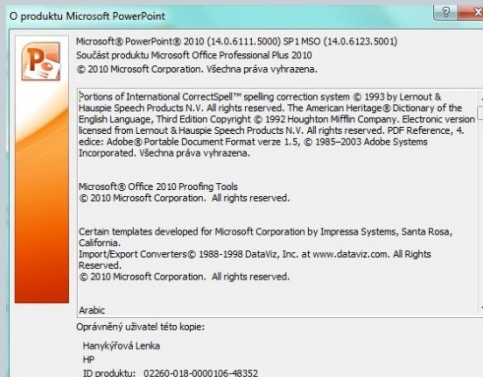 O produktu Microsoft PowerPoint
Microsoft® PowerPoint® 2010 (14.0.6111.5000) SP1 MSO (14.0.6123.5001)
Součást produktu Microsoft Office Professional Plus 2010
© 2010 Microsoft Corporation. Všechna práva vyhrazena.
Portions of International CorrectSpell™ spelling correction system © 1993 by Lernout &
Hauspie Speech Products N.V. All rights reserved. The American Heritage® Dictionary of the
English Language, Third Edition Copyright © 1992 Houghton Mifflin Company. Electronic version
licensed from Lernout & Hauspie Speech Products N.V. All rights reserved. PDF Reference, 4.
edice: Adobe® Portable Document Format verze 1.5, © 1985–2003 Adobe Systems
Incorporated. Všechna práva vyhrazena.
Microsoft® Office 2010 Proofing Tools
© 2010 Microsoft Corporation. All rights reserved.
Certain templates developed for Microsoft Corporation by Impressa Systems, Santa Rosa,
California.
Import/Export Converters© 1988-1998 DataViz, Inc. at www.dataviz.com. All Rights
Reserved.
© 2010 Microsoft Corporation. All rights reserved.
Arabic
Oprávněný uživatel této kopie:
Hanykýřová Lenka
HP
ID produktu: 02260-018-0000106-48352